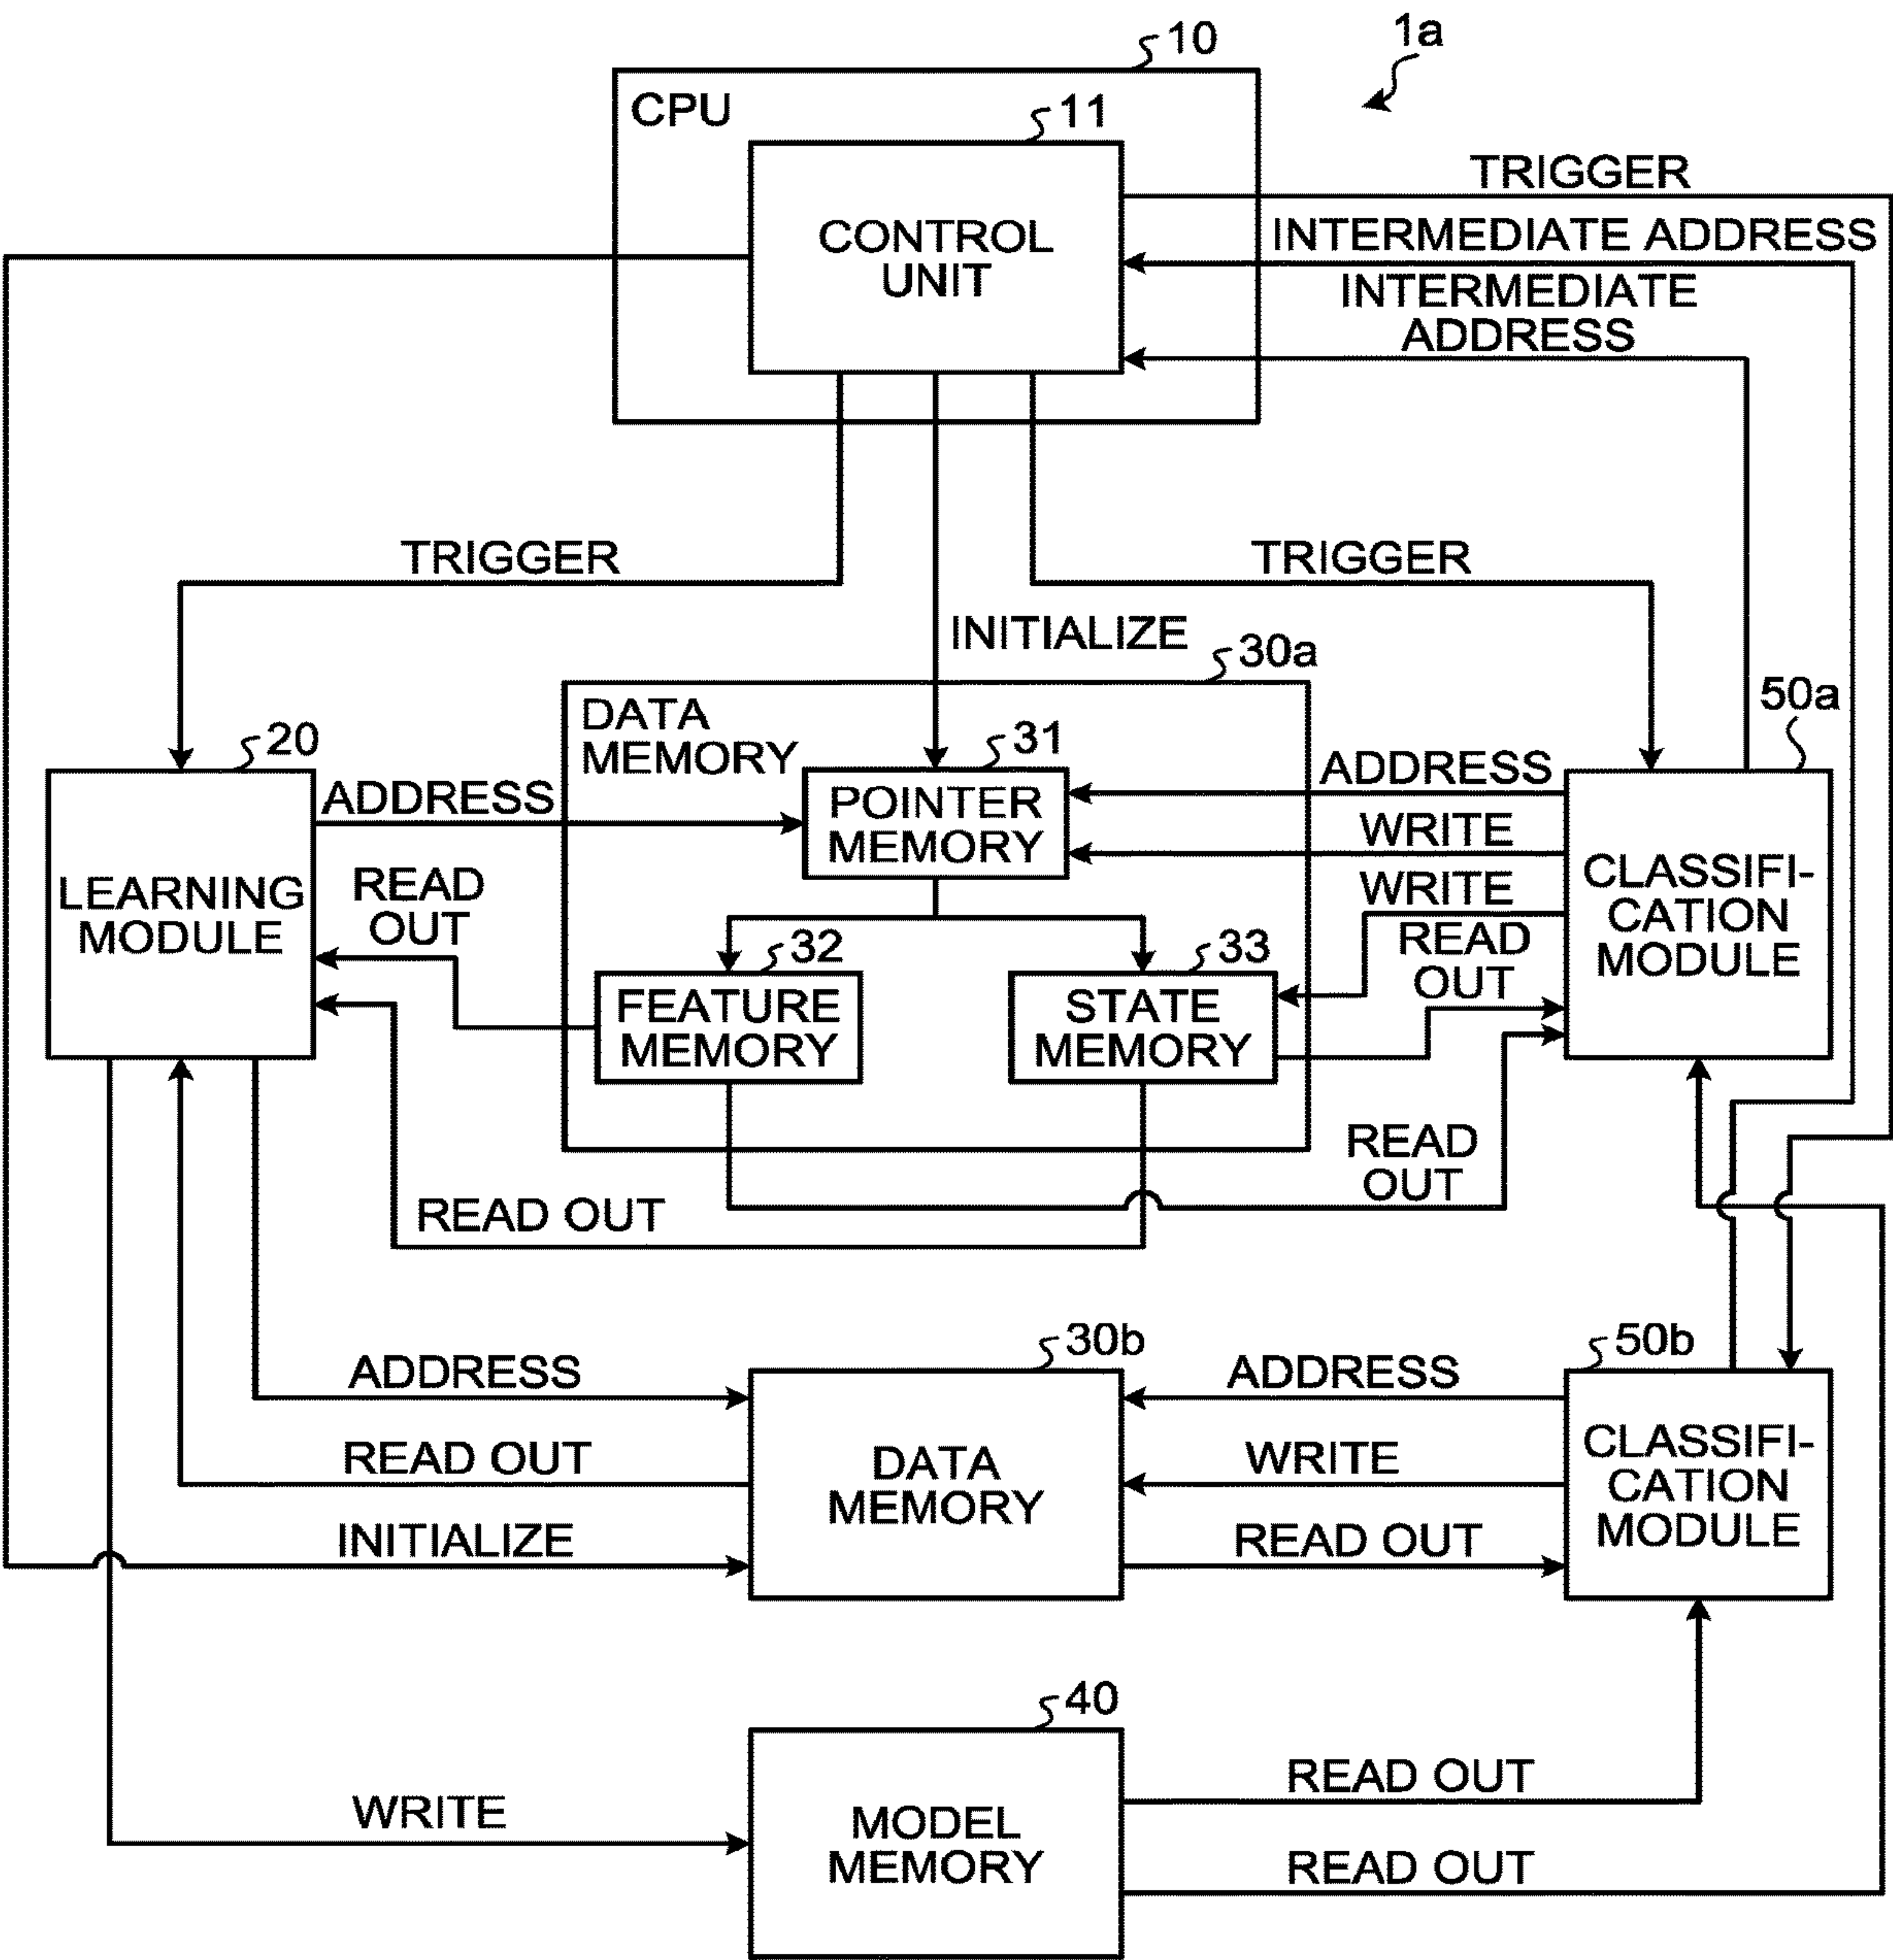 1a
10
CPU
11
CONTROL
UNIT
TRIGGER
INTERMEDIATE ADDRESS
INTERMEDIATE
ADDRESS
TRIGGER
TRIGGER
INITIALIZE
30a
DATA
MEMORY
50a
20
31
ADDRESS
POINTER
MEMORY
ADDRESS
WRITE
WRITE
LEARNING
MODULE
READ
OUT
CLASSIFI-
CATION
MODULE
READ
OUT
32
33
FEATURE
MEMORY
STATE
MEMORY
READ
OUT
READ OUT
30b
50b
ADDRESS
ADDRESS
READ OUT
DATA
MEMORY
WRITE
CLASSIFI-
CATION
MODULE
INITIALIZE
READ OUT
40
READ OUT
WRITE
MODEL
MEMORY
READ OUT